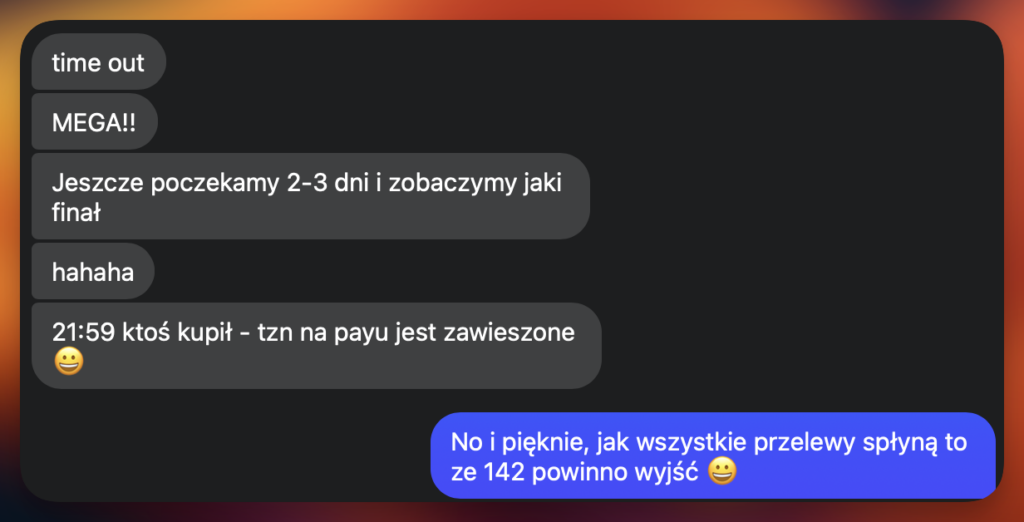 time out
MEGA!!
Jeszcze poczekamy 2-3 dni i zobaczymy jaki
finał
hahaha
21:59 ktoś kupił - tzn na payu jest zawieszone
😀
No i pięknie, jak wszystkie przelewy spłyną to
ze 142 powinno wyjść 😀